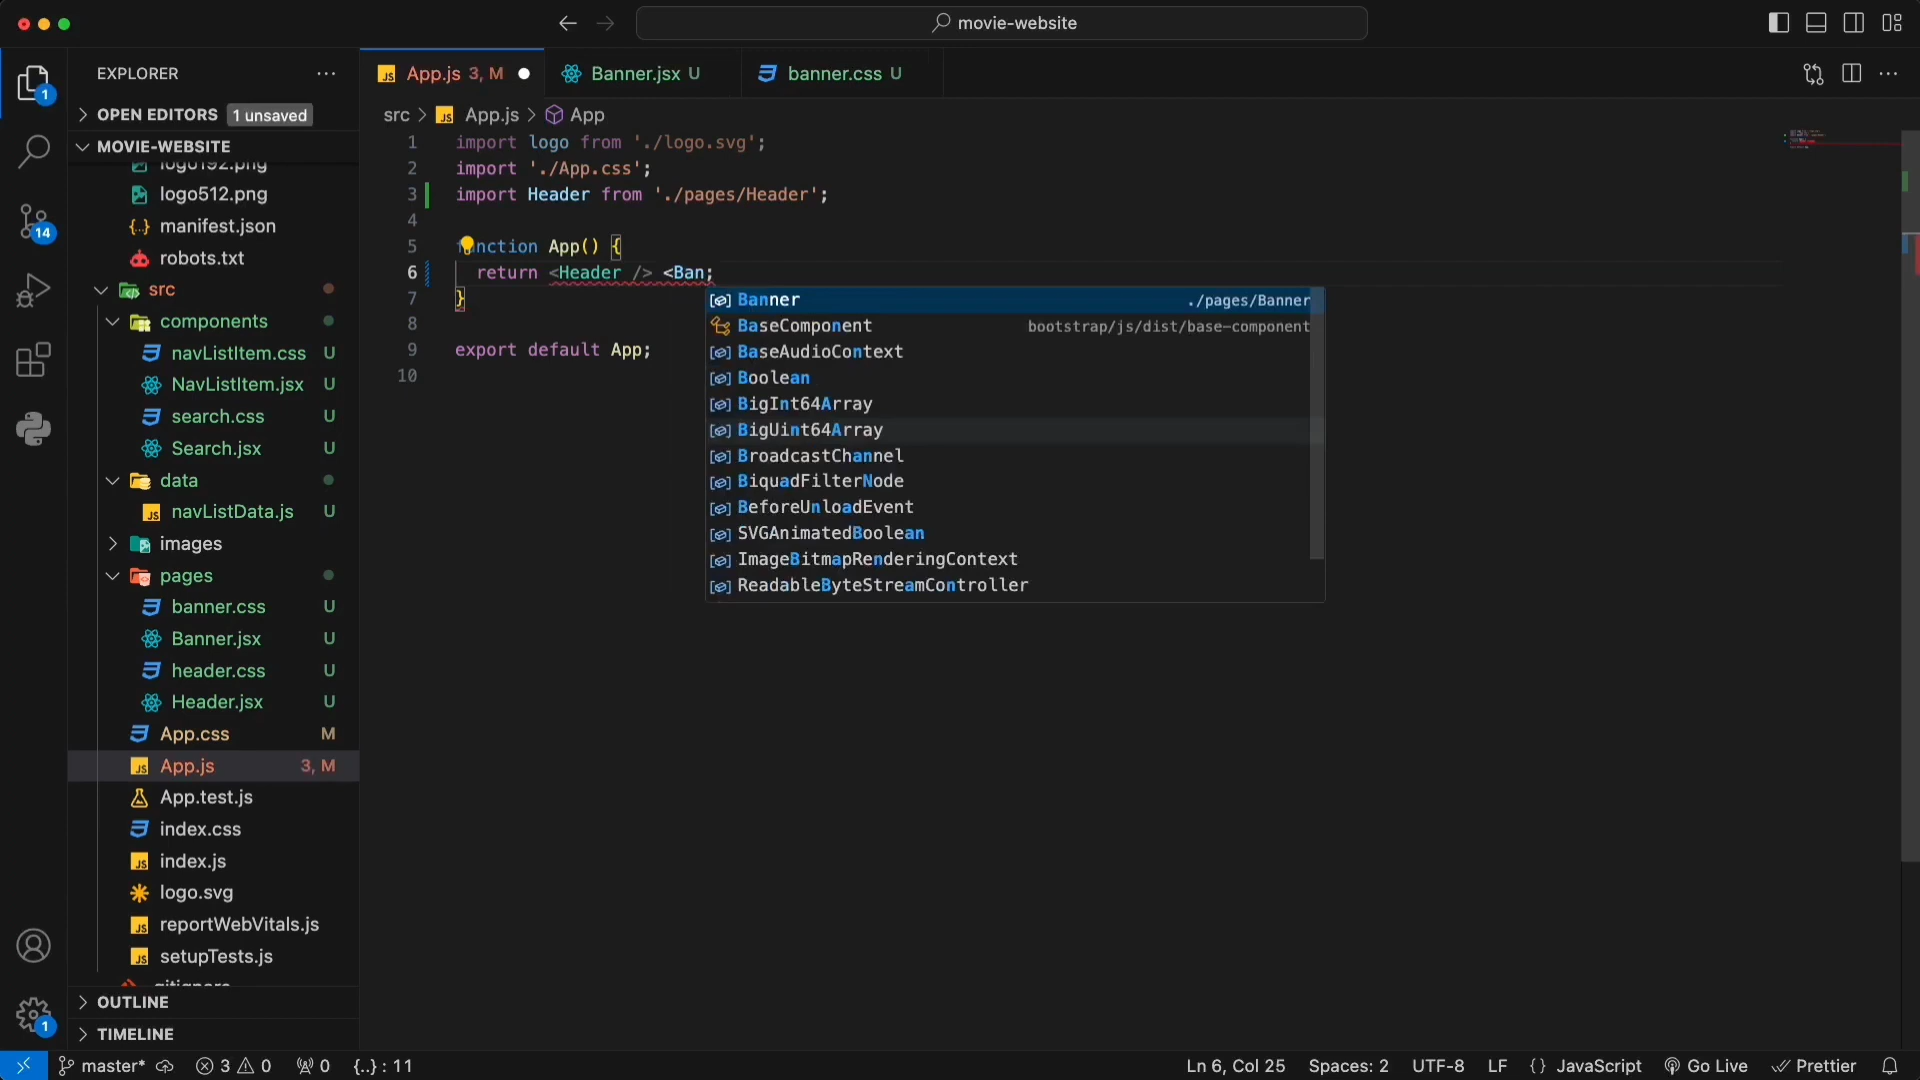 movie-website
EXPLORER
App.js 3, M
Banner.jsx U
banner.css U
1
OPEN EDITORS 1 unsaved
src > App.js > App
MOVIE-WEBSITE
logo192.png
logo512.png
manifest.json
robots.txt
src
components
navListItem.css U
NavListItem.jsx U
search.css U
Search.jsx U
data
navListData.js U
images
pages
banner.css U
Banner.jsx U
header.css U
Header.jsx U
App.css M
App.js 3, M
App.test.js
index.css
index.js
logo.svg
reportWebVitals.js
setupTests.js
.gitignore
OUTLINE
TIMELINE
14
1
1 import logo from './logo.svg';
2 import './App.css';
3 import Header from './pages/Header';
4
5 function App() {
6 return <Header /> <Ban;
7 }
8
9 export default App;
10
Banner ./pages/Banner
BaseComponent bootstrap/js/dist/base-component
BaseAudioContext
Boolean
BigInt64Array
BigUint64Array
BroadcastChannel
BiquadFilterNode
BeforeUnloadEvent
SVGAnimatedBoolean
ImageBitmapRenderingContext
ReadableByteStreamController
master* 3 0 0 {..} : 11
Ln 6, Col 25 Spaces: 2 UTF-8 LF {} JavaScript Go Live Prettier